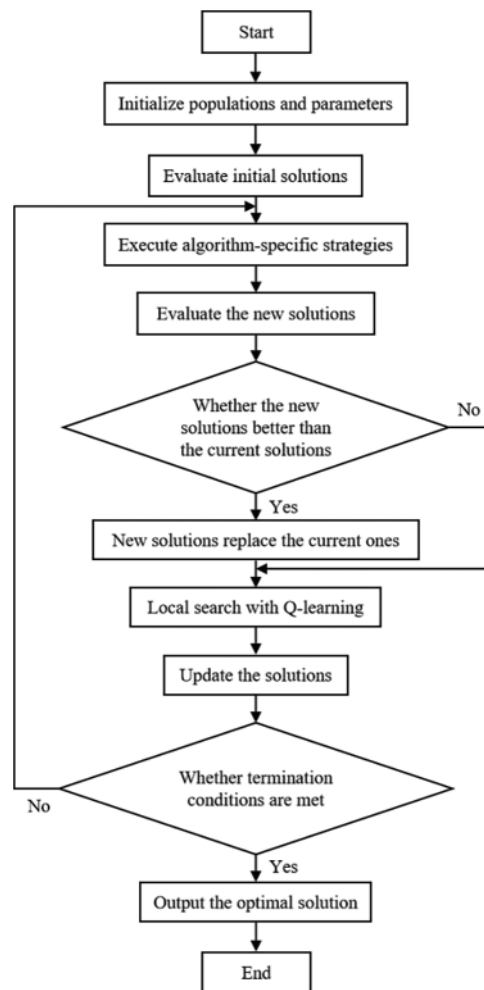 Start
Initialize populations and parameters
Evaluate initial solutions
Execute algorithm-specific strategies
Evaluate the new solutions
Whether the new
solutions better than
the current solutions
No
Yes
New solutions replace the current ones
Local search with Q-learning
Update the solutions
Whether termination
conditions are met
No
Yes
Output the optimal solution
End